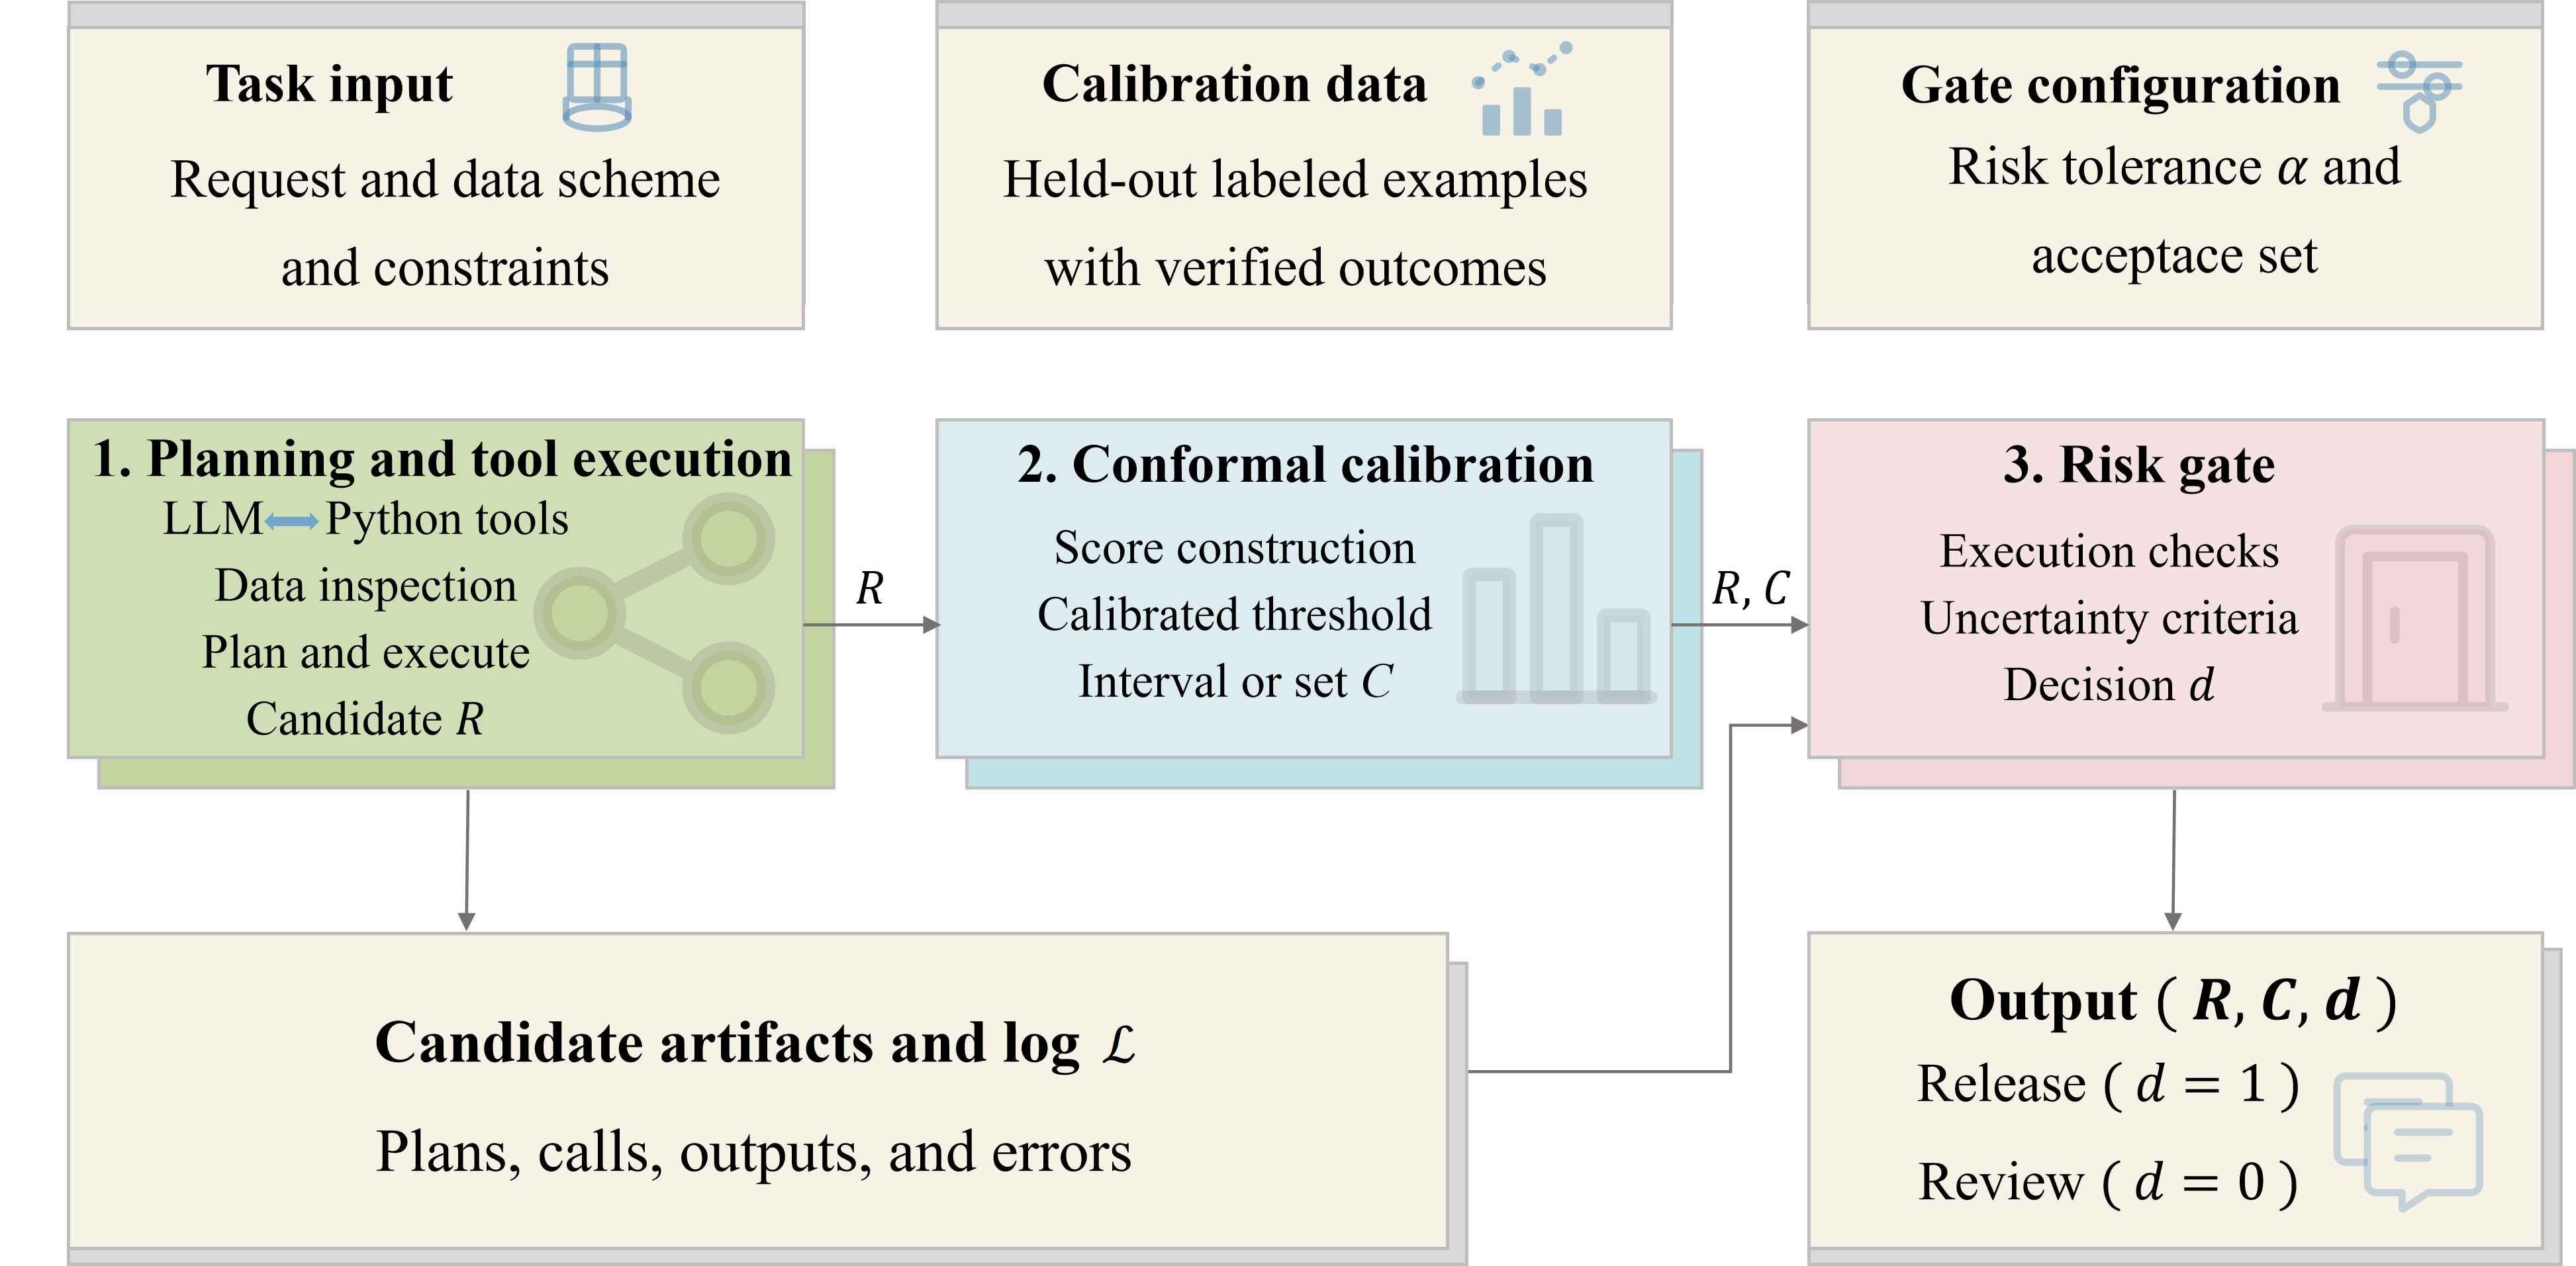 Task input
Request and data scheme
and constraints
Calibration data
Held-out labeled examples
with verified outcomes
Gate configuration
Risk tolerance α and
acceptace set
1. Planning and tool execution
LLM Python tools
Data inspection
Plan and execute
Candidate R
R
2. Conformal calibration
Score construction
Calibrated threshold
Interval or set C
R, C
3. Risk gate
Execution checks
Uncertainty criteria
Decision d
Candidate artifacts and log ℒ
Plans, calls, outputs, and errors
Output ( R, C, d )
Release ( d = 1 )
Review ( d = 0 )